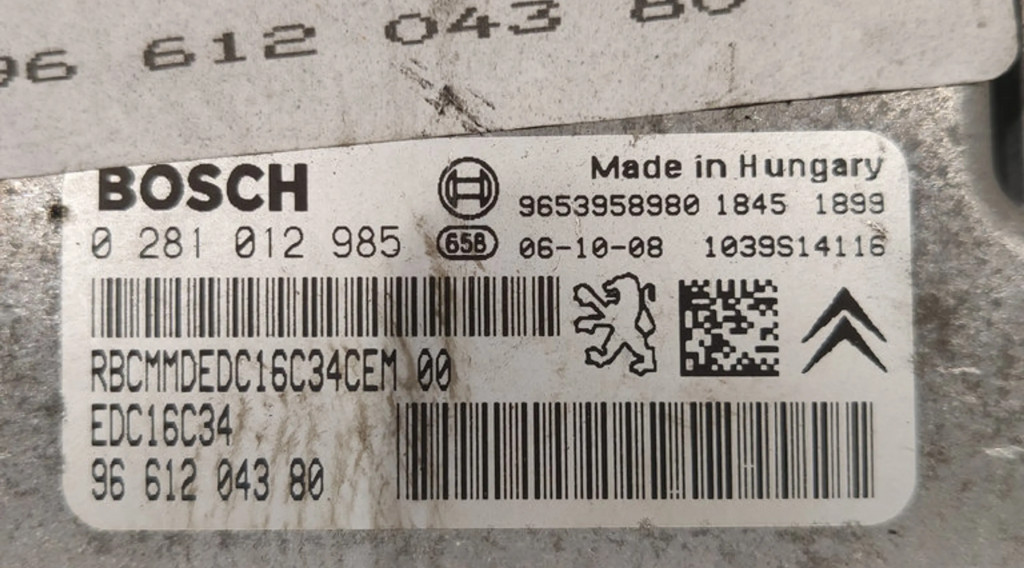 96 612 043 80
BOSCH
Made in Hungary
9653958980 1845 1899
0 281 012 985 65B 06-10-08 1039S14116
RBCMMDEDC16C34CEM 00
EDC16C34
96 612 043 80